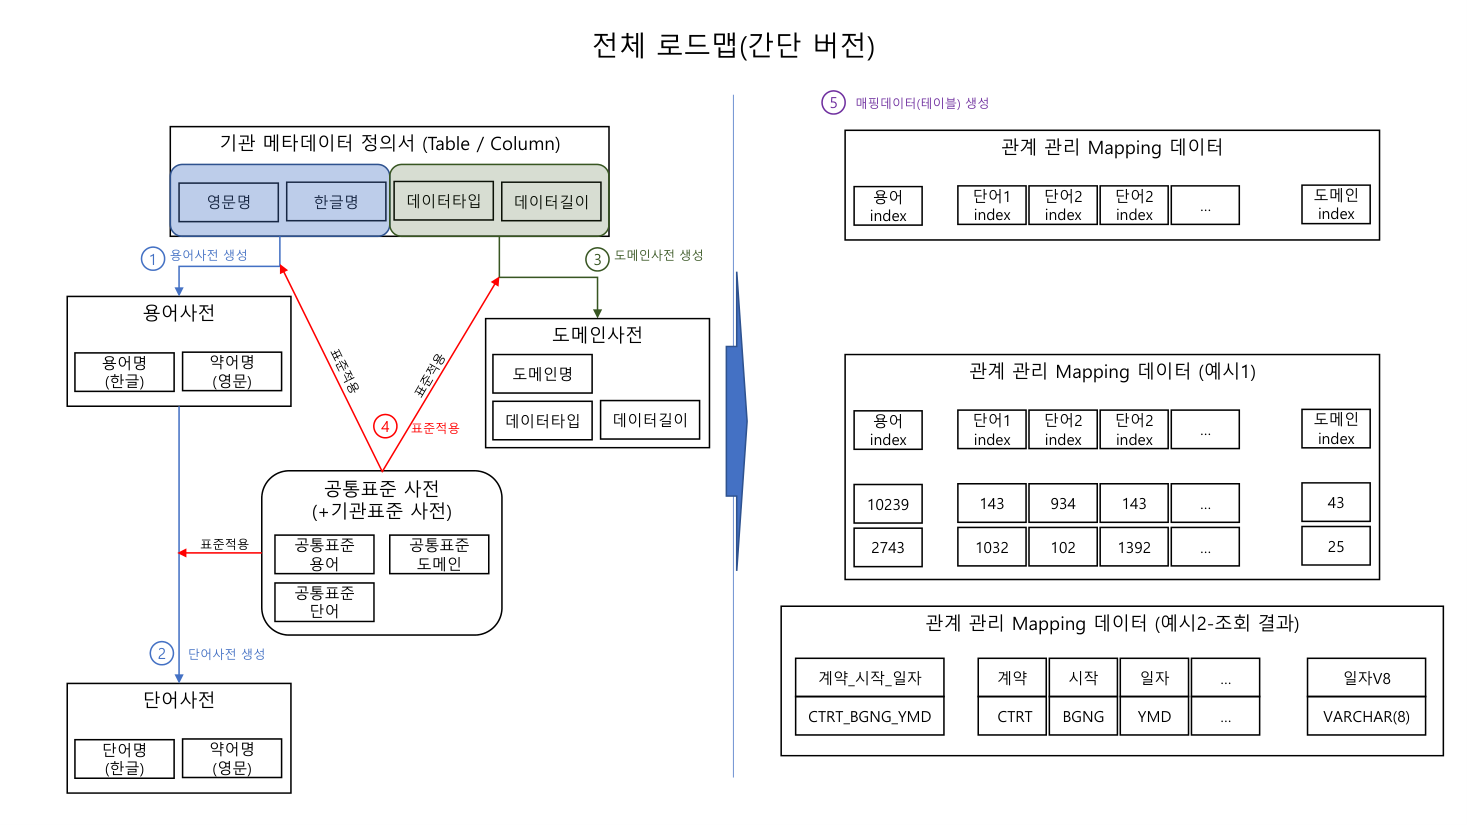 전체 로드맵(간단 버전)
기관 메타데이터 정의서 (Table / Column)
영문명
한글명
데이터타입
데이터길이
1
용어사전 생성
3
도메인사전 생성
용어사전
용어명
(한글)
약어명
(영문)
도메인사전
도메인명
데이터타입
데이터길이
표준적용
표준적용
4
표준적용
공통표준 사전
(+기관표준 사전)
공통표준
용어
공통표준
도메인
공통표준
단어
표준적용
2
단어사전 생성
단어사전
단어명
(한글)
약어명
(영문)
5
매핑데이터(테이블) 생성
관계 관리 Mapping 데이터
용어
index
단어1
index
단어2
index
단어2
index
...
도메인
index
관계 관리 Mapping 데이터 (예시1)
용어
index
단어1
index
단어2
index
단어2
index
...
도메인
index
10239
143
934
143
...
43
2743
1032
102
1392
...
25
관계 관리 Mapping 데이터 (예시2-조회 결과)
계약_시작_일자
계약
시작
일자
...
일자V8
CTRT_BGNG_YMD
CTRT
BGNG
YMD
...
VARCHAR(8)